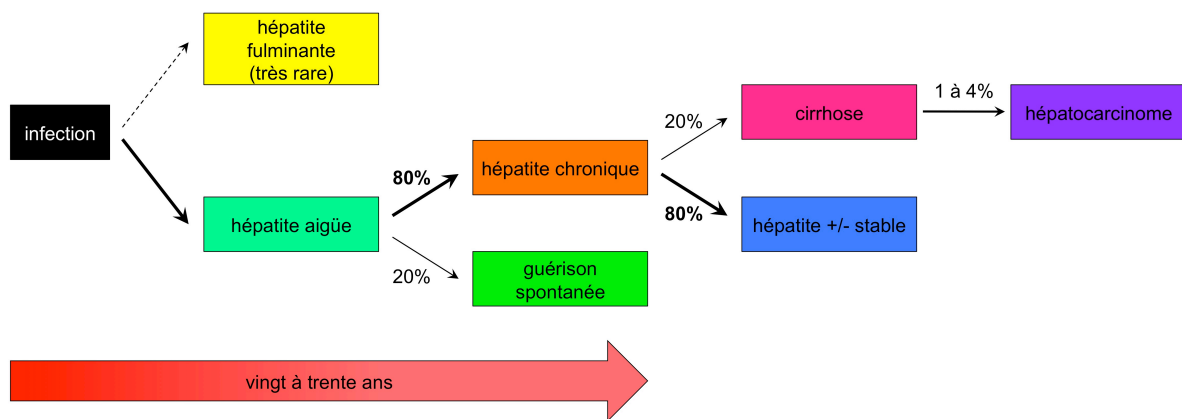 hépatite
fulminante
(très rare)
infection
hépatite aigüe
80%
20%
hépatite chronique
guérison
spontanée
20%
80%
cirrhose
hépatite +/- stable
1 à 4%
hépatocarcinome
vingt à trente ans